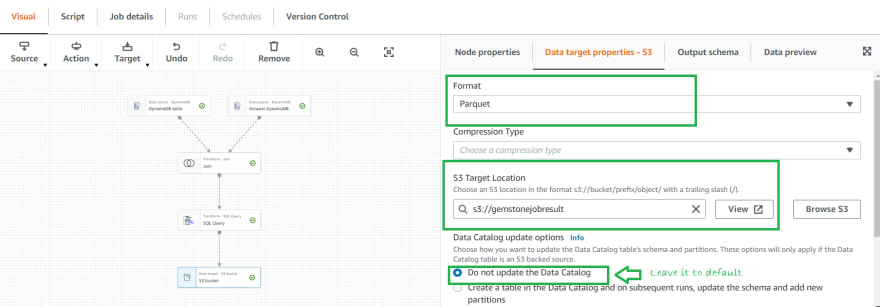 Visual
Script
Job details
Runs
Schedules
Version Control
Source
Action
Target
Undo
Redo
Remove
Node properties
Data target properties - S3
Output schema
Data preview
Data source - DynamoDB
DynamoDB table
Data source - DynamoDB
Amazon DynamoDB
Transform - Join
Join
Transform - SQL Query
SQL Query
Data target - S3 bucket
S3 bucket
Format
Parquet
Compression Type
Choose a compression type
S3 Target Location
Choose an S3 location in the format s3://bucket/prefix/object/ with a trailing slash (/).
s3://gemstonejobresult
View
Browse S3
Data Catalog update options Info
Choose how you want to update the Data Catalog table's schema and partitions. These options will only apply if the Data
Catalog table is an S3 backed source.
Do not update the Data Catalog
Leave it to default
Create a table in the Data Catalog and on subsequent runs, update the schema and add new
partitions